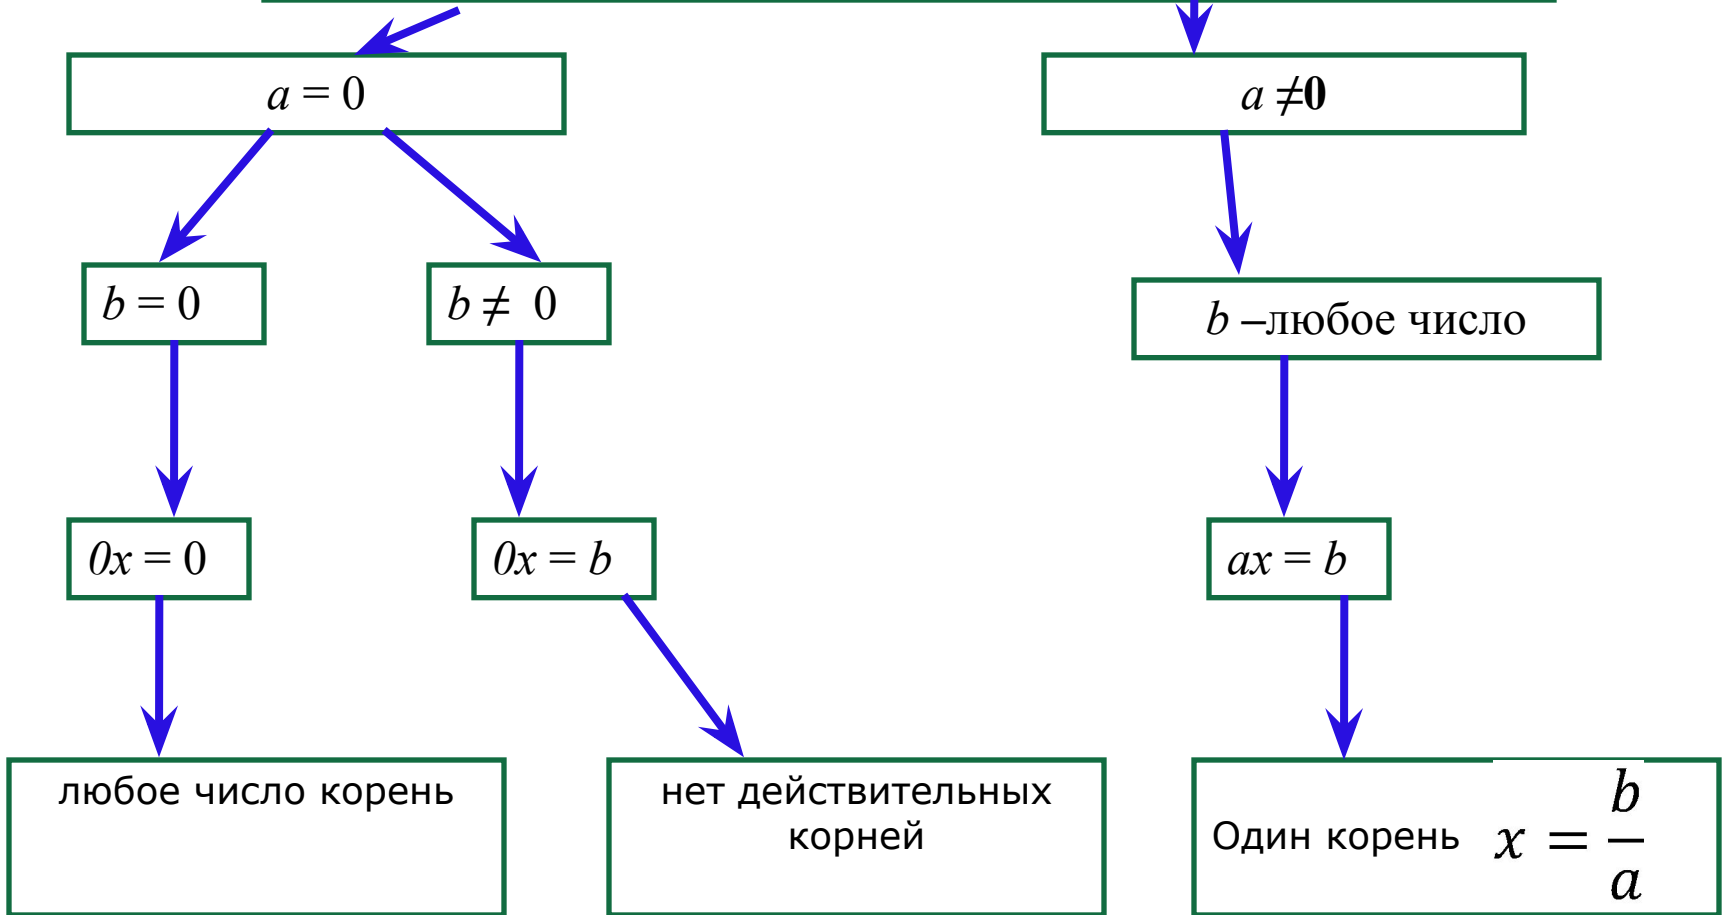 a = 0
a ≠0
b = 0
b ≠ 0
b –любое число
0x = 0
0x = b
ax = b
любое число корень
нет действительных
корней
Один корень x = b/a